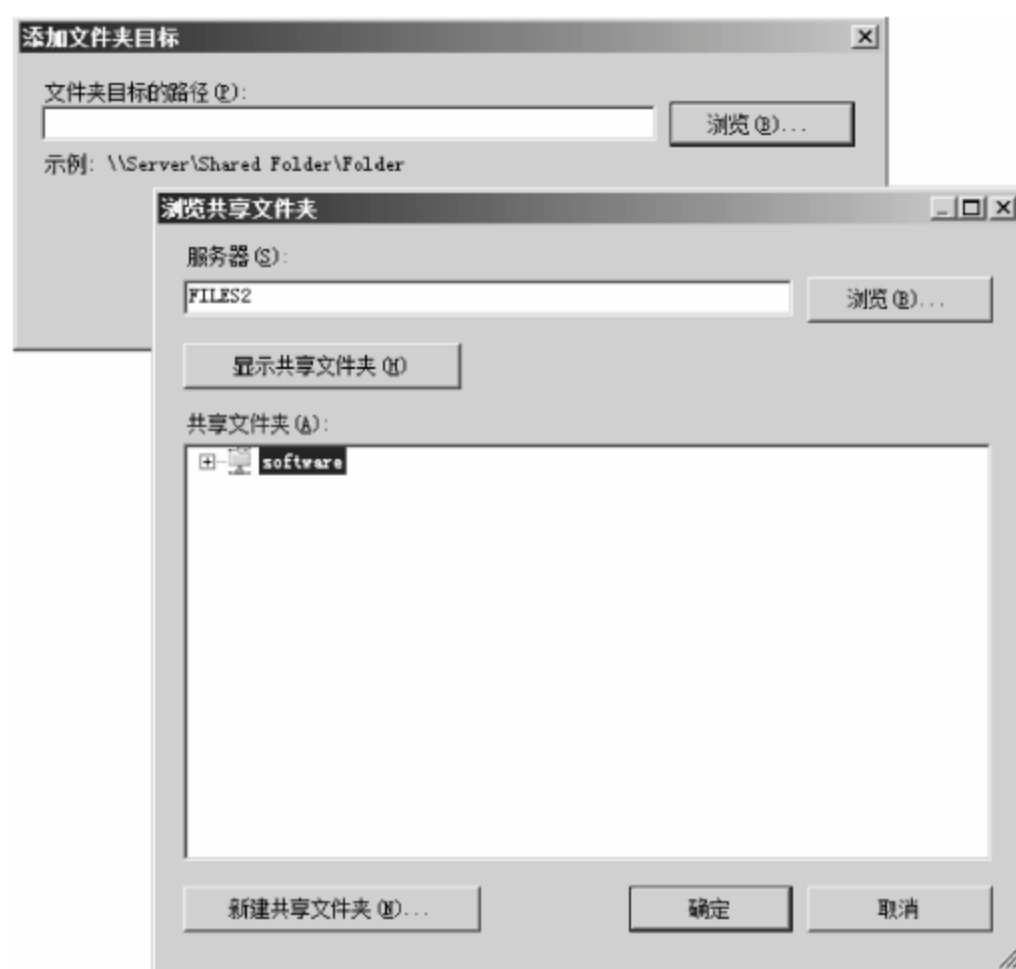 添加文件夹目标
文件夹目标的路径(P):
浏览(B)...
示例: \\Server\Shared Folder\Folder
浏览共享文件夹
服务器(S):
FILES2
浏览(B)...
显示共享文件夹(H)
共享文件夹(A):
software
新建共享文件夹(N)...
确定
取消